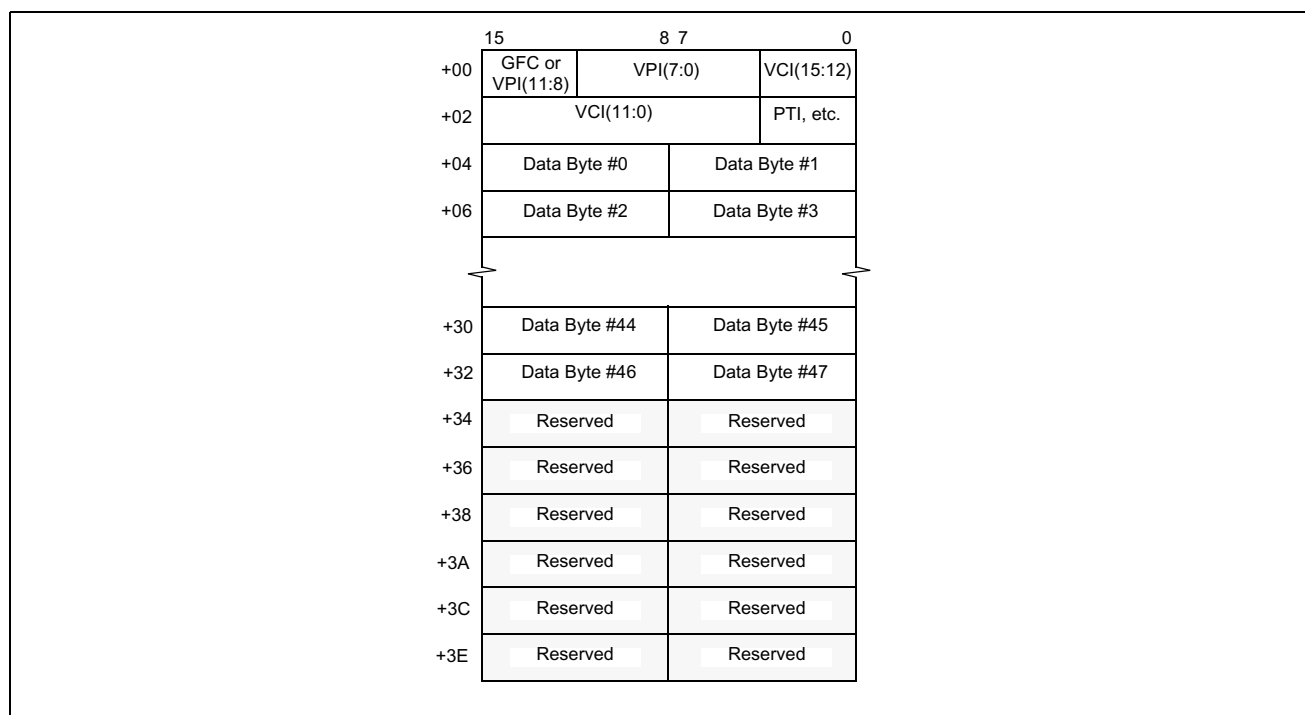 15 8 7 0
+00 GFC or VPI(11:8) VPI(7:0) VCI(15:12)
+02 VCI(11:0) PTI, etc.
+04 Data Byte #0 Data Byte #1
+06 Data Byte #2 Data Byte #3
+30 Data Byte #44 Data Byte #45
+32 Data Byte #46 Data Byte #47
+34 Reserved Reserved
+36 Reserved Reserved
+38 Reserved Reserved
+3A Reserved Reserved
+3C Reserved Reserved
+3E Reserved Reserved